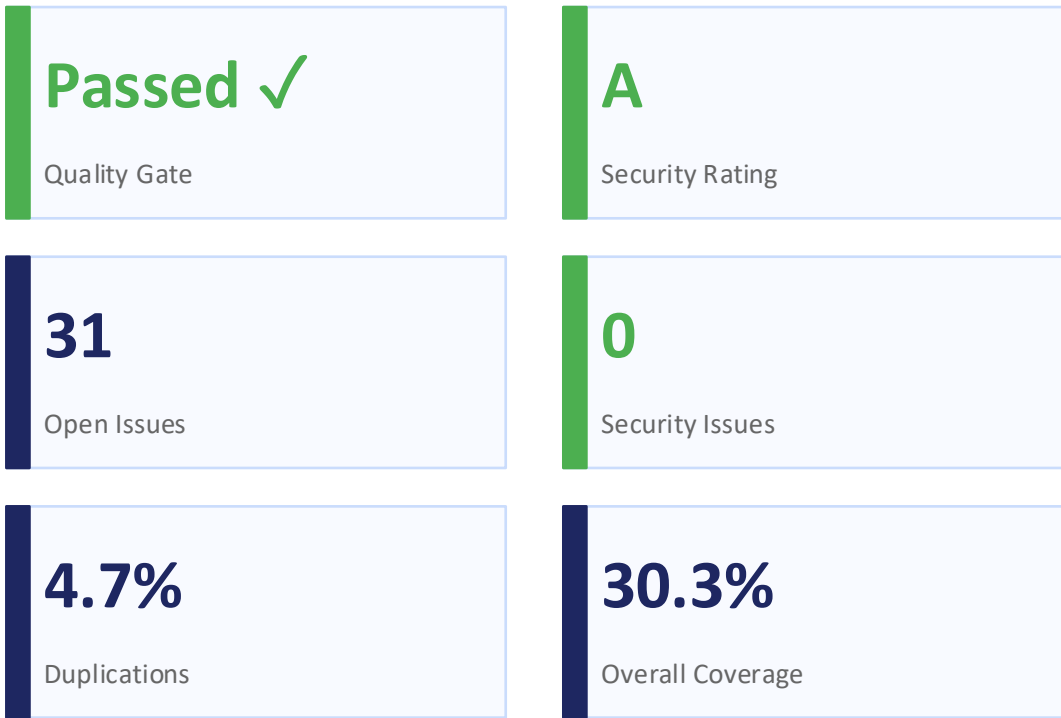 Passed ✓
Quality Gate
A
Security Rating
31
Open Issues
0
Security Issues
4.7%
Duplications
30.3%
Overall Coverage